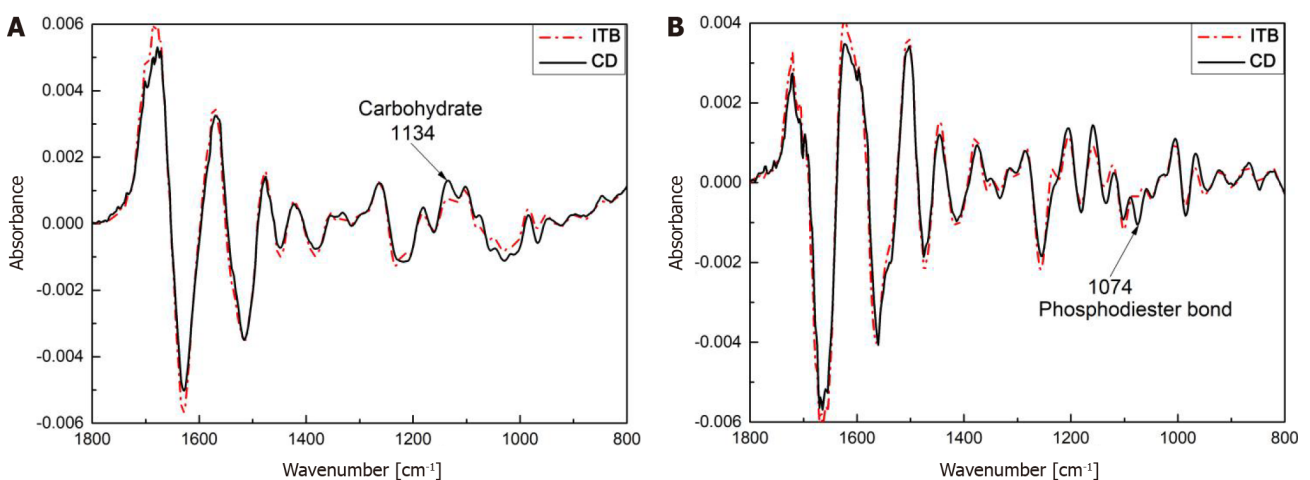 A
0.006
0.004
0.002
0.000
-0.002
-0.004
-0.006
Absorbance
ITB
CD
Carbohydrate
1134
1800
1600
1400
1200
1000
800
Wavenumber [cm⁻¹]
B
0.004
0.002
0.000
-0.002
-0.004
-0.006
Absorbance
ITB
CD
1074
Phosphodiester bond
1800
1600
1400
1200
1000
800
Wavenumber [cm⁻¹]